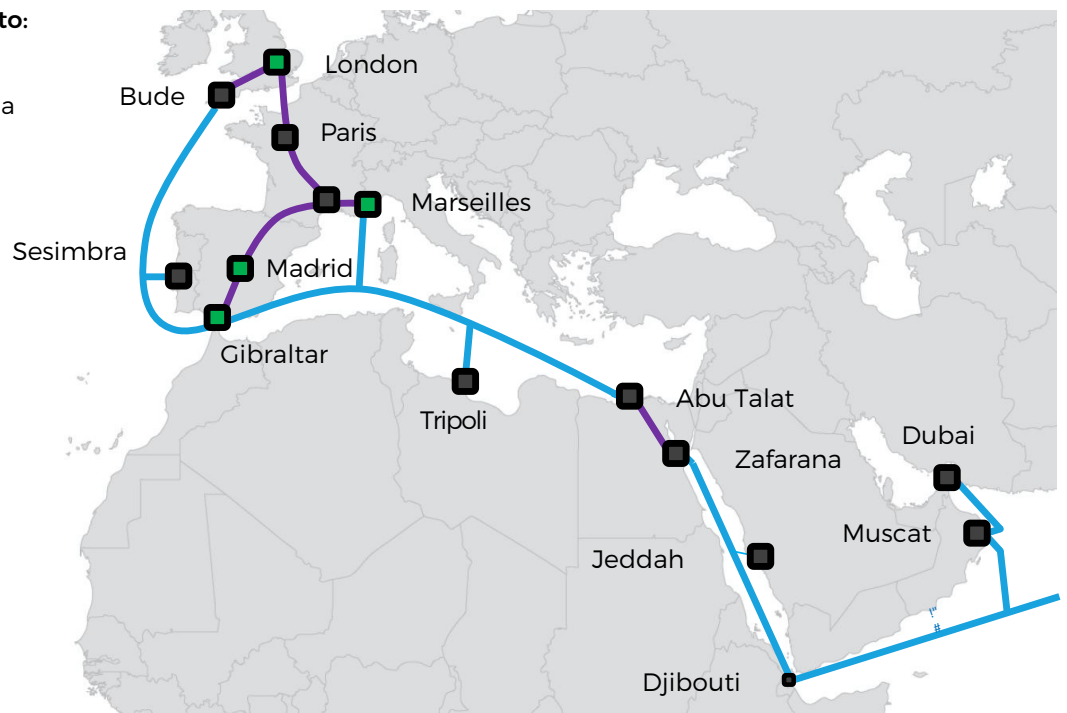 to:
London
Bude
a
Paris
Marseilles
Sesimbra
Madrid
Gibraltar
Abu Talat
Tripoli
Dubai
Zafarana
Muscat
Jeddah
!"
#
Djibouti